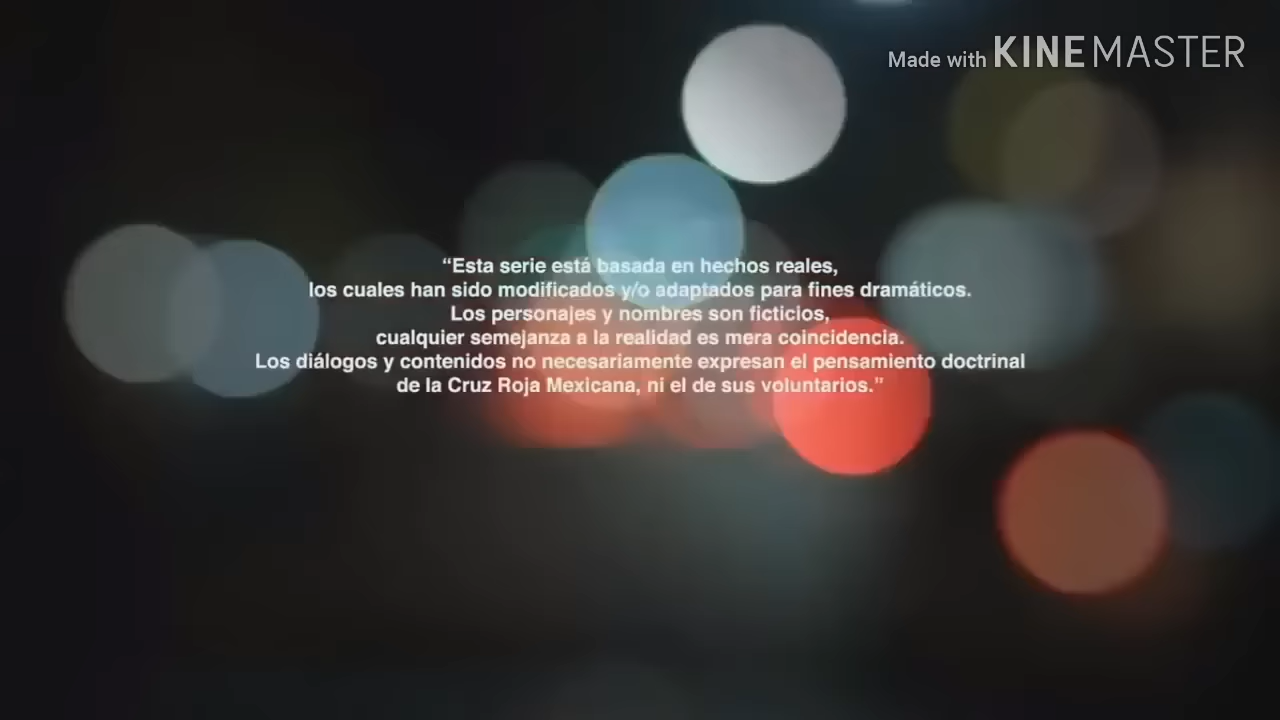 Made with KINEMASTER
“Esta serie está basada en hechos reales,
los cuales han sido modificados y/o adaptados para fines dramáticos.
Los personajes y nombres son ficticios,
cualquier semejanza a la realidad es mera coincidencia.
Los diálogos y contenidos no necesariamente expresan el pensamiento doctrinal
de la Cruz Roja Mexicana, ni el de sus voluntarios.”